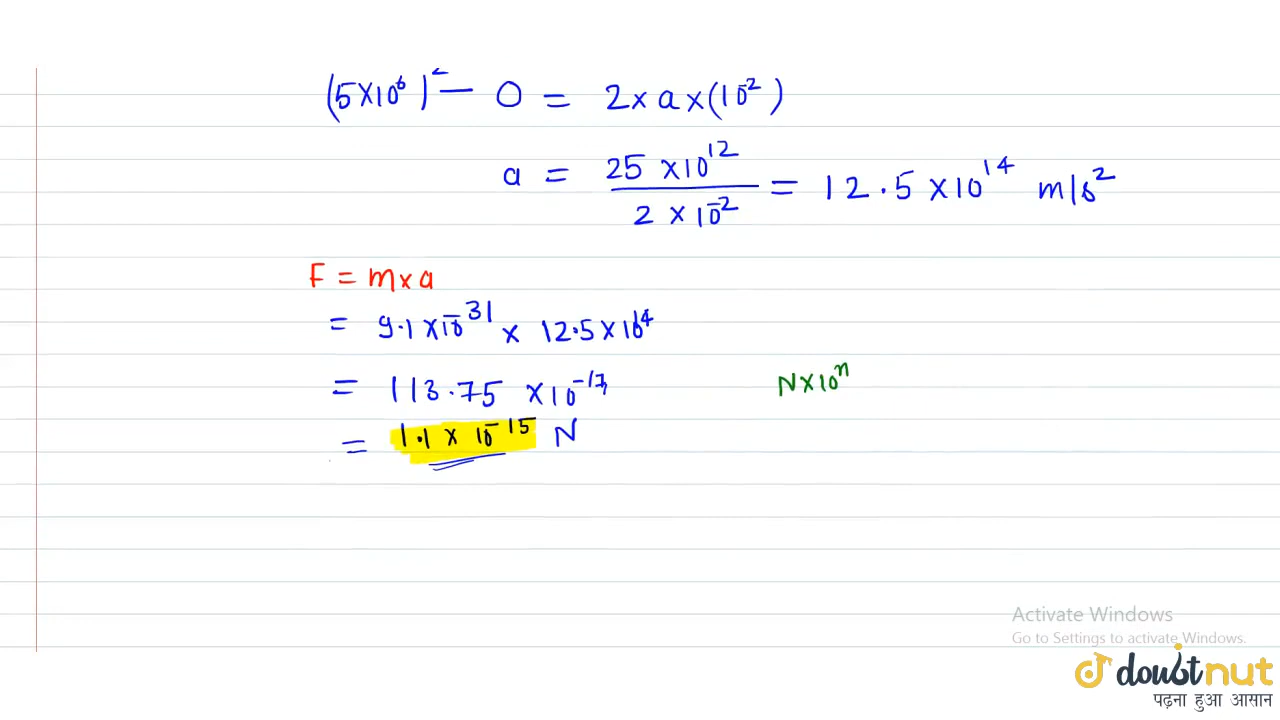 (5×10⁶)² − 0 = 2×a×(10⁻²)
a = 25×10¹² / 2×10⁻² = 12.5×10¹⁴ m/s²
F = m×a
= 9.1×10⁻³¹ × 12.5×10¹⁴
= 113.75 ×10⁻¹⁷
N×10ⁿ
= 1.1 × 10⁻¹⁵ N
Activate Windows
Go to Settings to activate Windows.
doubtnut
पढ़ना हुआ आसान